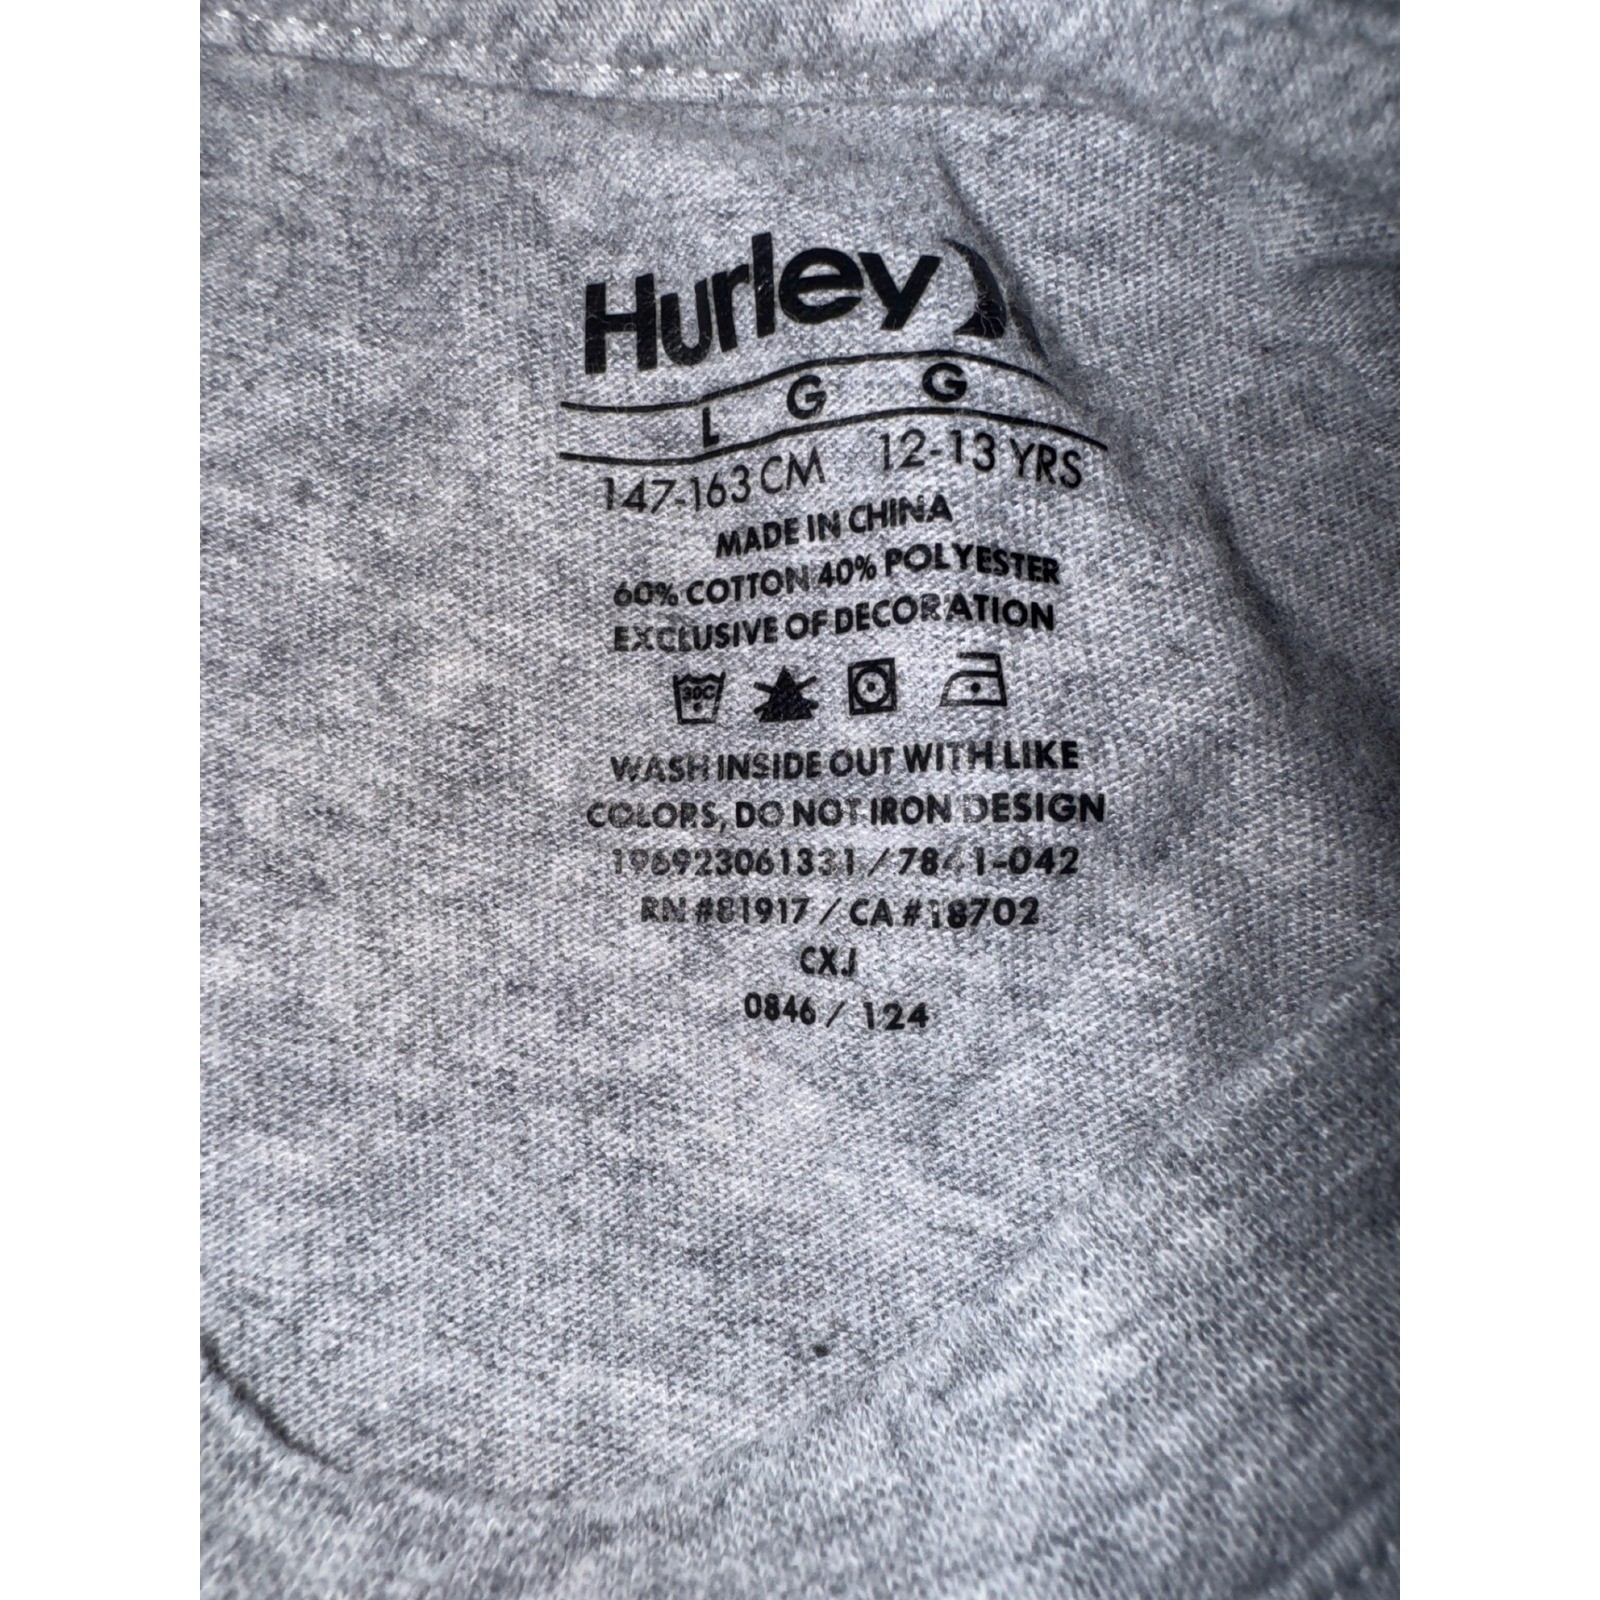 Hurley
L G G
147-163 CM 12-13 YRS
MADE IN CHINA
60% COTTON 40% POLYESTER
EXCLUSIVE OF DECORATION
30C
WASH INSIDE OUT WITH LIKE
COLORS, DO NOT IRON DESIGN
196923061331 / 7841-042
RN #81917 / CA #18702
CXJ
0846 / 124